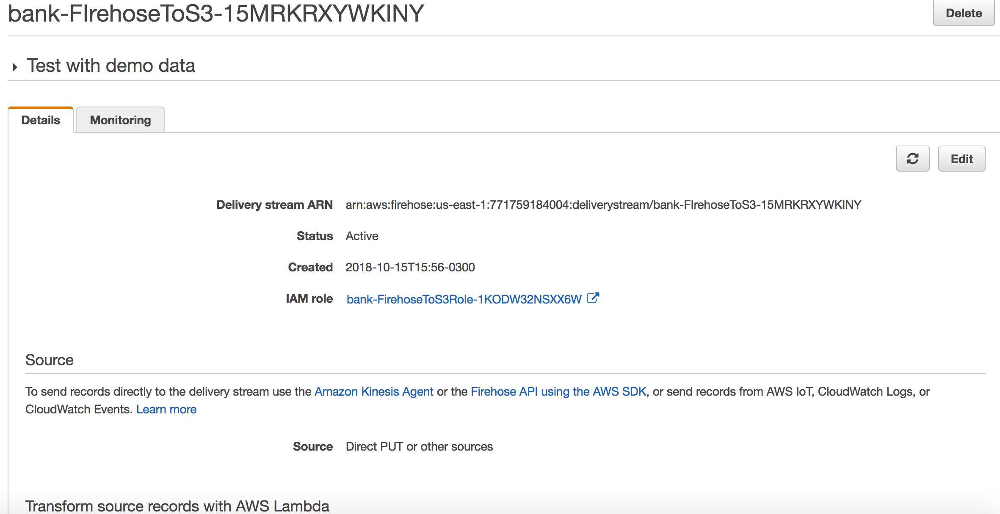 bank-FIrehoseToS3-15MRKRXYWKINY
Delete
Test with demo data
Details
Monitoring
Edit
Delivery stream ARN arn:aws:firehose:us-east-1:771759184004:deliverystream/bank-FIrehoseToS3-15MRKRXYWKINY
Status Active
Created 2018-10-15T15:56-0300
IAM role bank-FirehoseToS3Role-1KODW32NSXX6W
Source
To send records directly to the delivery stream use the Amazon Kinesis Agent or the Firehose API using the AWS SDK, or send records from AWS IoT, CloudWatch Logs, or
CloudWatch Events. Learn more
Source Direct PUT or other sources
Transform source records with AWS Lambda